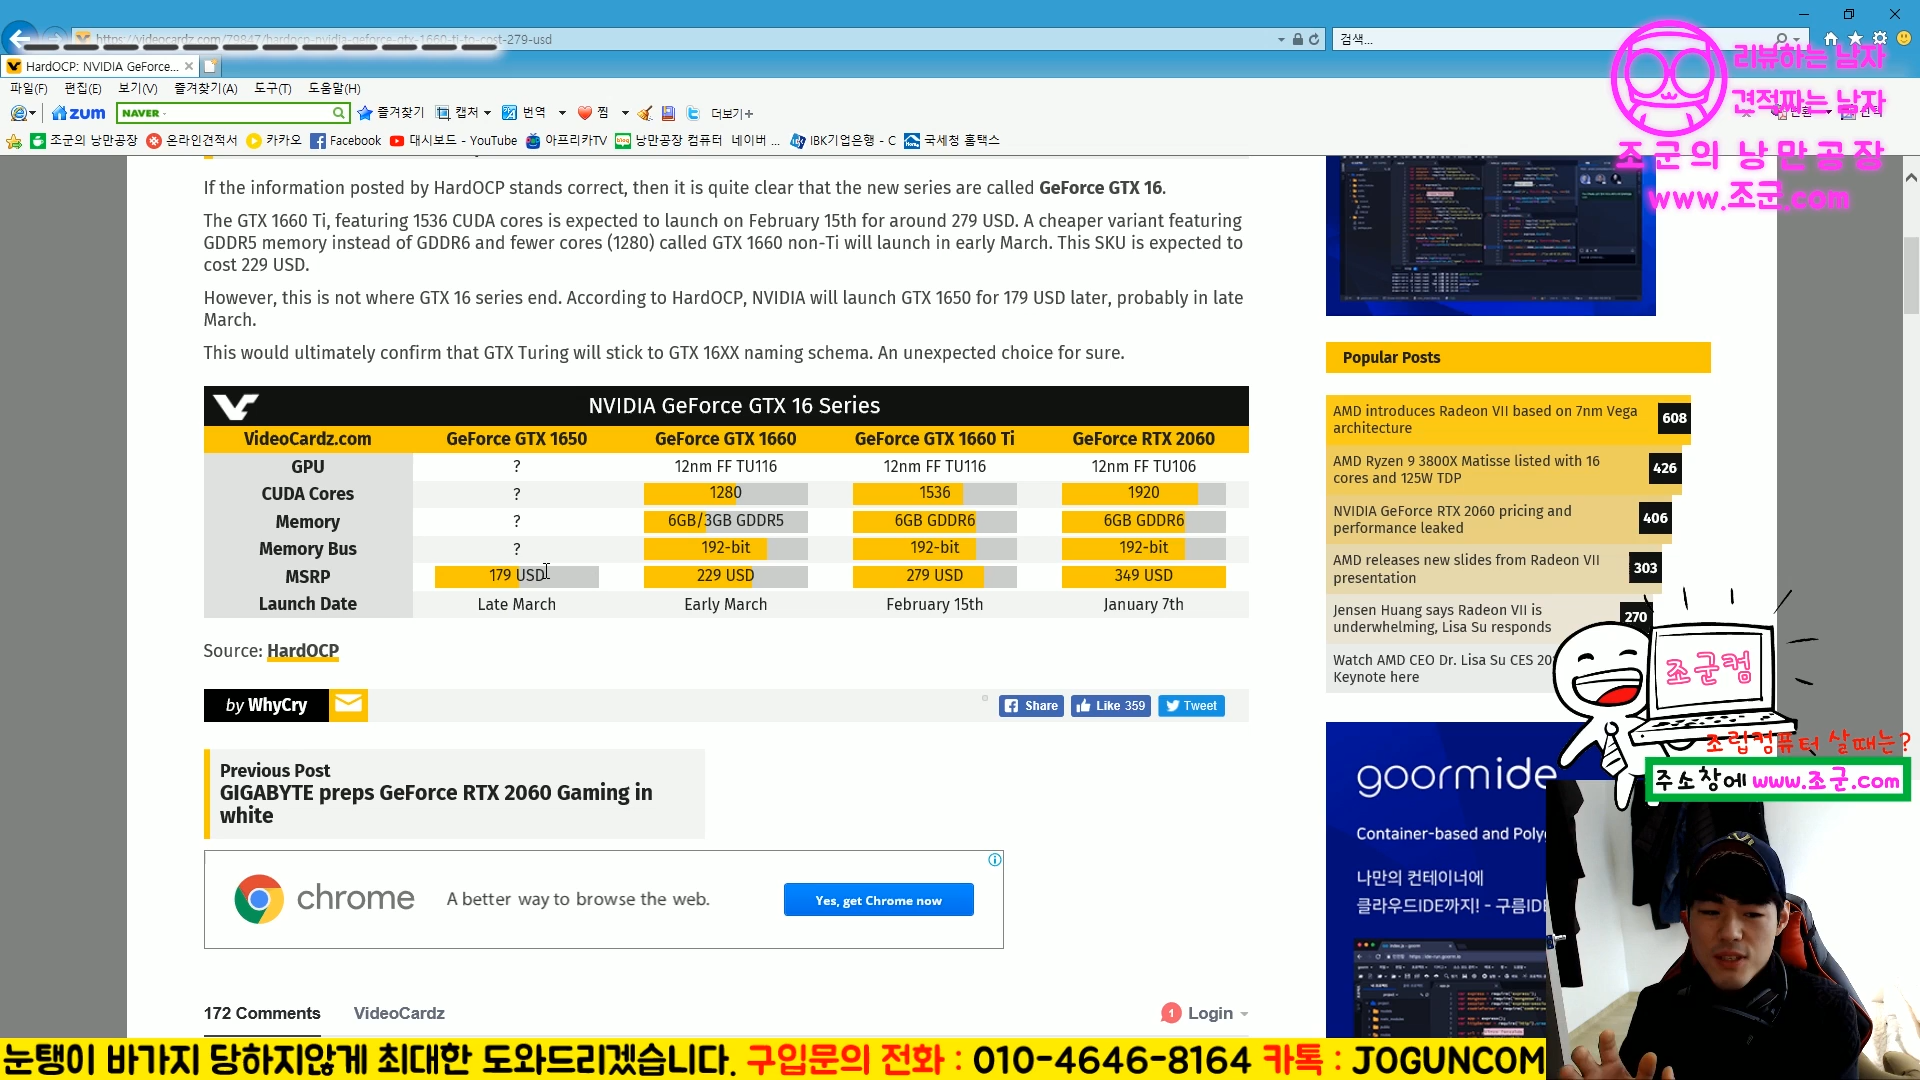 https://videocardz.com/79847/hardocp-nvidia-geforce-gtx-1660-ti-to-cost-279-usd
검색...
HardOCP: NVIDIA GeForce...
파일(F) 편집(E) 보기(V) 즐겨찾기(A) 도구(T) 도움말(H)
zum NAVER 즐겨찾기 캡처 번역 찜 더보기+
조군의 낭만공장 온라인견적서 카카오 Facebook 대시보드 - YouTube 아프리카TV 낭만공장 컴퓨터 네이버 ... IBK기업은행 - C 국세청 홈택스
리뷰하는 남자
견적짜는 남자
조군의 낭만공장
www.조군.com
If the information posted by HardOCP stands correct, then it is quite clear that the new series are called GeForce GTX 16.
The GTX 1660 Ti, featuring 1536 CUDA cores is expected to launch on February 15th for around 279 USD. A cheaper variant featuring
GDDR5 memory instead of GDDR6 and fewer cores (1280) called GTX 1660 non-Ti will launch in early March. This SKU is expected to
cost 229 USD.
However, this is not where GTX 16 series end. According to HardOCP, NVIDIA will launch GTX 1650 for 179 USD later, probably in late
March.
This would ultimately confirm that GTX Turing will stick to GTX 16XX naming schema. An unexpected choice for sure.
NVIDIA GeForce GTX 16 Series
VideoCardz.com GeForce GTX 1650 GeForce GTX 1660 GeForce GTX 1660 Ti GeForce RTX 2060
GPU ? 12nm FF TU116 12nm FF TU116 12nm FF TU106
CUDA Cores ? 1280 1536 1920
Memory ? 6GB/3GB GDDR5 6GB GDDR6 6GB GDDR6
Memory Bus ? 192-bit 192-bit 192-bit
MSRP 179 USD 229 USD 279 USD 349 USD
Launch Date Late March Early March February 15th January 7th
Source: HardOCP
by WhyCry
Share Like 359 Tweet
Previous Post
GIGABYTE preps GeForce RTX 2060 Gaming in
white
chrome A better way to browse the web. Yes, get Chrome now
172 Comments VideoCardz 1 Login
Popular Posts
AMD introduces Radeon VII based on 7nm Vega
architecture
608
AMD Ryzen 9 3800X Matisse listed with 16
cores and 125W TDP
426
NVIDIA GeForce RTX 2060 pricing and
performance leaked
406
AMD releases new slides from Radeon VII
presentation
303
Jensen Huang says Radeon VII is
underwhelming, Lisa Su responds
270
Watch AMD CEO Dr. Lisa Su CES 20
Keynote here
조군컴
조립컴퓨터 살때는?
주소창에 www.조군.com
goormide
Container-based and Poly
나만의 컨테이너에
클라우드IDE까지! - 구름IDE
눈탱이 바가지 당하지않게 최대한 도와드리겠습니다. 구입문의 전화 : 010-4646-8164 카톡 : JOGUNCOM